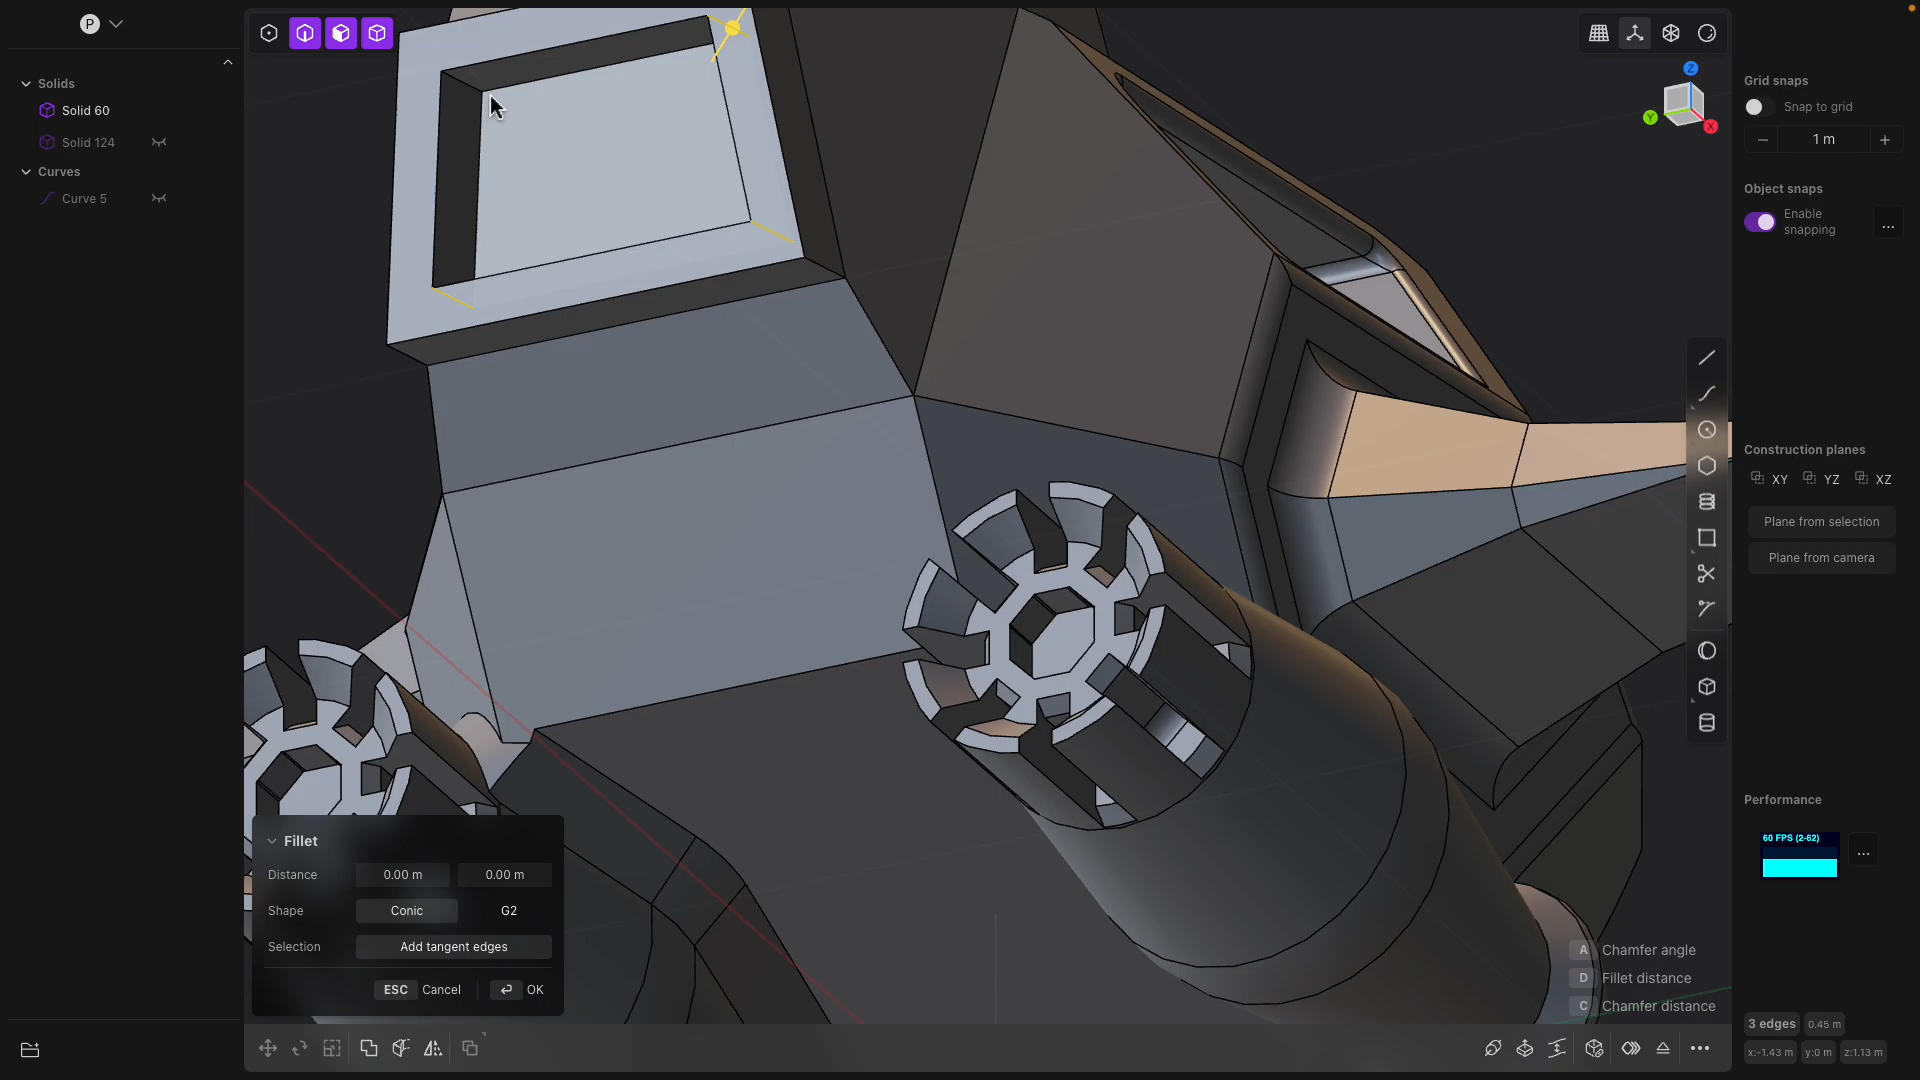 P
Solids
Solid 60
Solid 124
Curves
Curve 5
Z
Y
X
Grid snaps
Snap to grid
1 m
Object snaps
Enable
snapping
...
Construction planes
XY
YZ
XZ
Plane from selection
Plane from camera
Performance
60 FPS (2-62)
...
Fillet
Distance
0.00 m
0.00 m
Shape
Conic
G2
Selection
Add tangent edges
ESC
Cancel
OK
A
Chamfer angle
D
Fillet distance
C
Chamfer distance
3 edges
0.45 m
x:-1.43 m
y:0 m
z:1.13 m